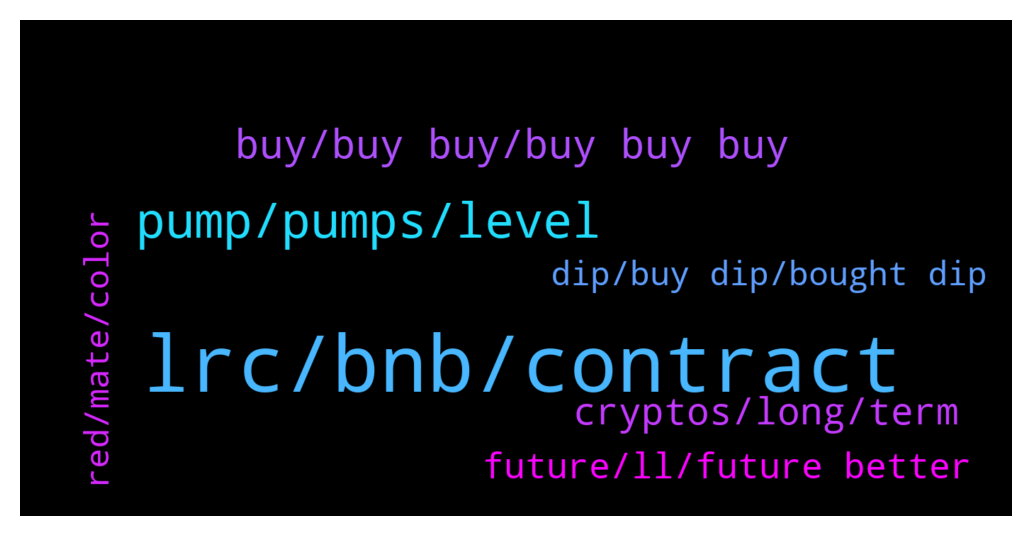 buy/buy buy/buy buy buy
pump/pumps/level
dip/buy dip/bought dip
red/mate/color
lrc/bnb/contract
cryptos/long/term
future/ll/future better